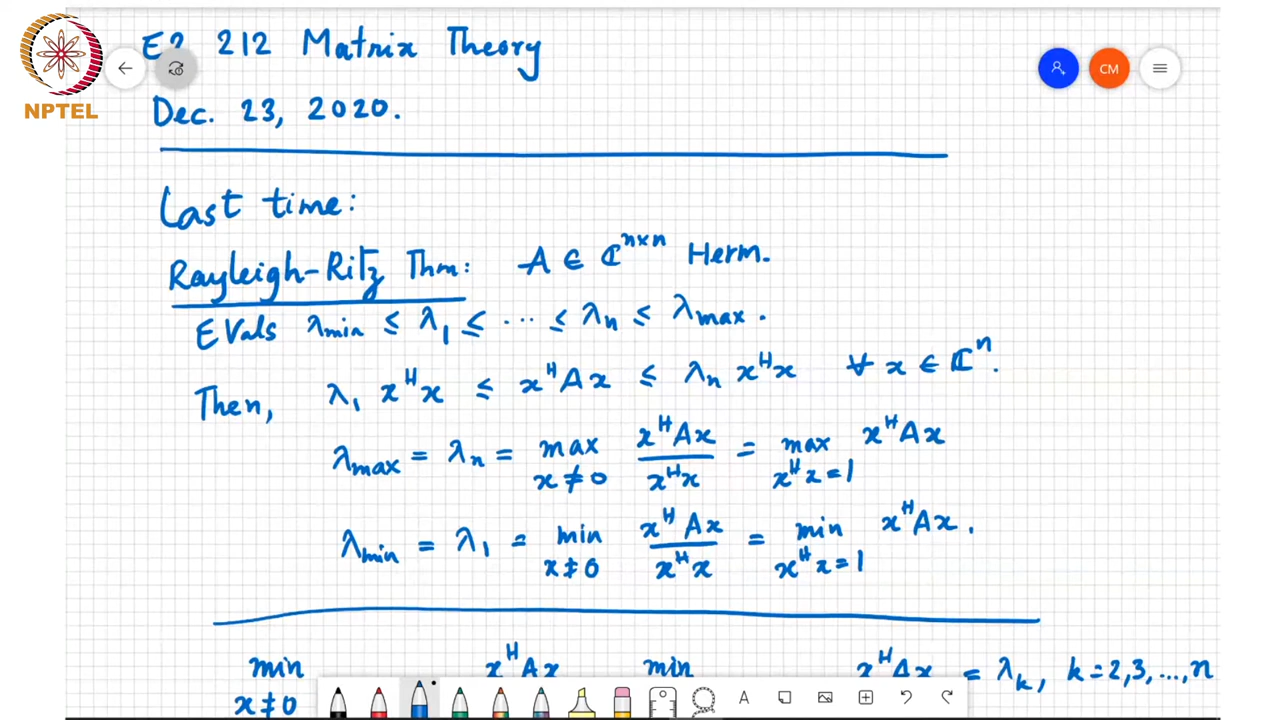 E2 212 Matrix Theory
Dec. 23, 2020.
NPTEL
CM
Last time:
Rayleigh-Ritz Thm: A ∈ ℂ^{n×n} Herm.
EVals λ_min ≤ λ_1 ≤ ⋯ ≤ λ_n ≤ λ_max.
Then, λ_1 x^H x ≤ x^H A x ≤ λ_n x^H x ∀ x ∈ ℂ^n.
λ_max = λ_n = max_{x≠0} x^H A x / x^H x = max_{x^H x = 1} x^H A x
λ_min = λ_1 = min_{x≠0} x^H A x / x^H x = min_{x^H x = 1} x^H A x.
min_{x≠0} x^H A x min x^H A x = λ_k, k=2,3,...,n
A